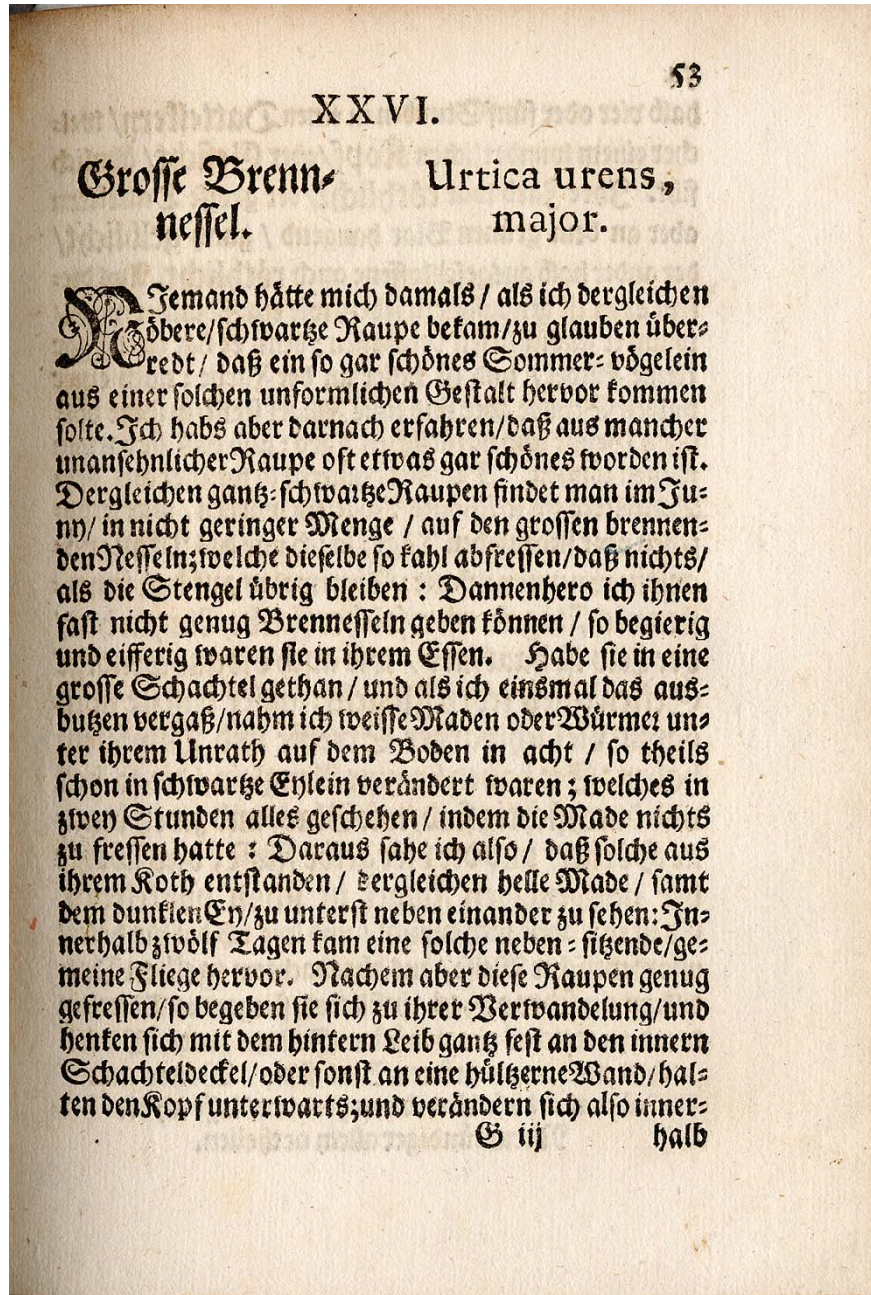 53
XXVI.
Grosse Brenn-
nessel.
Urtica urens,
major.
NIemand hätte mich damals / als ich dergleichen
öbere/schwartze Raupe bekam/zu glauben über-
redt / daß ein so gar schönes Sommer-vögelein
aus einer solchen unformlichen Gestalt hervor kommen
solte. Ich habs aber darnach erfahren/daß aus mancher
unansehnlicher Raupe oft etwas gar schönes worden ist.
Dergleichen gantz-schwartze Raupen findet man im Ju-
ny/ in nicht geringer Menge / auf den grossen brennen-
den Nesseln; welche dieselbe so kahl abfressen/daß nichts/
als die Stengel übrig bleiben : Dannenhero ich ihnen
fast nicht genug Brennesseln geben können / so begierig
und eifferig waren sie in ihrem Essen. Habe sie in eine
grosse Schachtel gethan / und als ich einsmal das aus-
butzen vergaß/nahm ich weisse Maden oder Würmer un-
ter ihrem Unrath auf dem Boden in acht / so theils
schon in schwartze Eylein verändert waren ; welches in
zwey Stunden alles geschehen / indem die Made nichts
zu fressen hatte : Daraus sahe ich also / daß solche aus
ihrem Koth entstanden / dergleichen helle Made / samt
dem dunklen Ey/zu unterst neben einander zu sehen: In-
nerhalb zwölf Tagen kam eine solche neben-sitzende/ge-
meine Fliege hervor. Nachem aber diese Raupen genug
gefressen/so begeben sie sich zu ihrer Verwandelung/und
henken sich mit dem hintern Leib gantz fest an den innern
Schachteldeckel/oder sonst an eine hültzerne Wand/hal-
ten den Kopf unterwarts; und verändern sich also inner-
G iij
halb